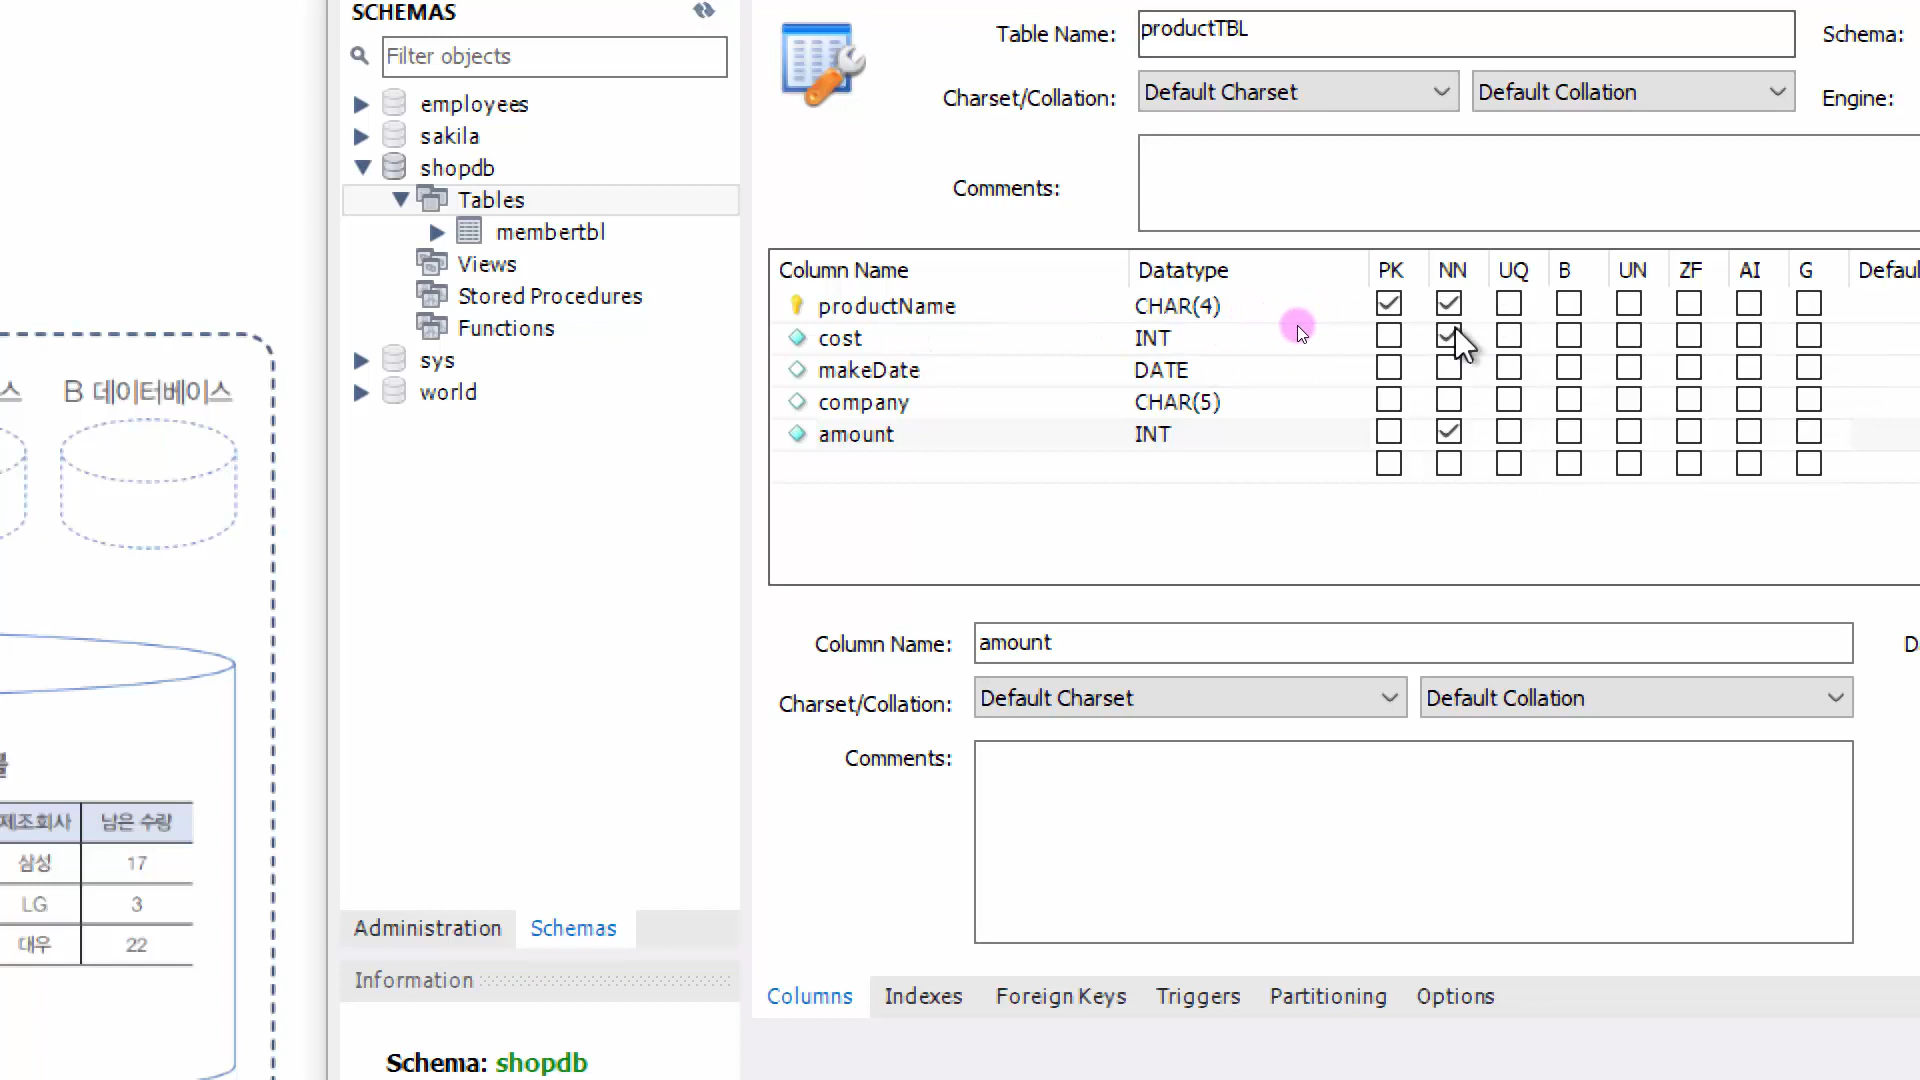 SCHEMAS
Filter objects
employees
sakila
shopdb
Tables
membertbl
Views
Stored Procedures
Functions
sys
world
B 데이터베이스
제조회사 남은 수량
삼성 17
LG 3
대우 22
Administration Schemas
Information
Schema: shopdb
Table Name: productTBL Schema:
Charset/Collation: Default Charset Default Collation Engine:
Comments:
Column Name Datatype PK NN UQ B UN ZF AI G Defaul
productName CHAR(4)
cost INT
makeDate DATE
company CHAR(5)
amount INT
Column Name: amount D
Charset/Collation: Default Charset Default Collation
Comments:
Columns Indexes Foreign Keys Triggers Partitioning Options